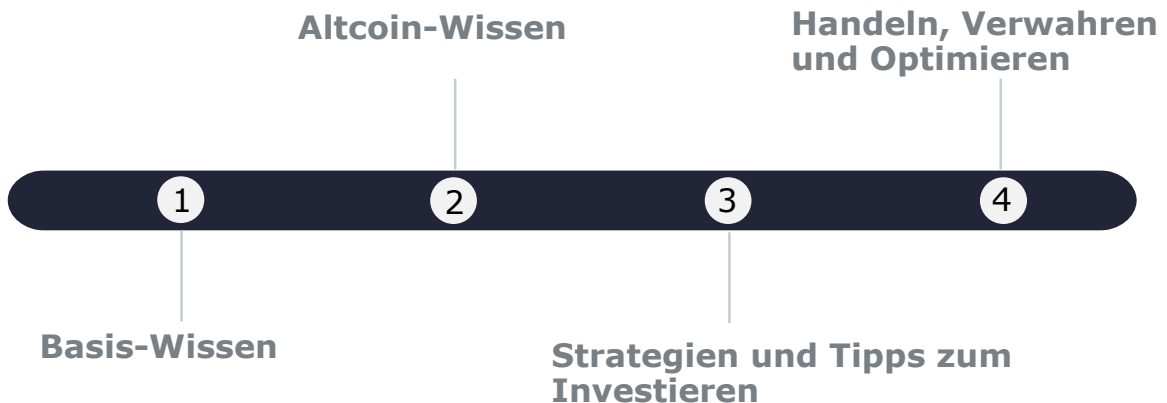 Altcoin-Wissen
Handeln, Verwahren
und Optimieren
1
2
3
4
Basis-Wissen
Strategien und Tipps zum
Investieren